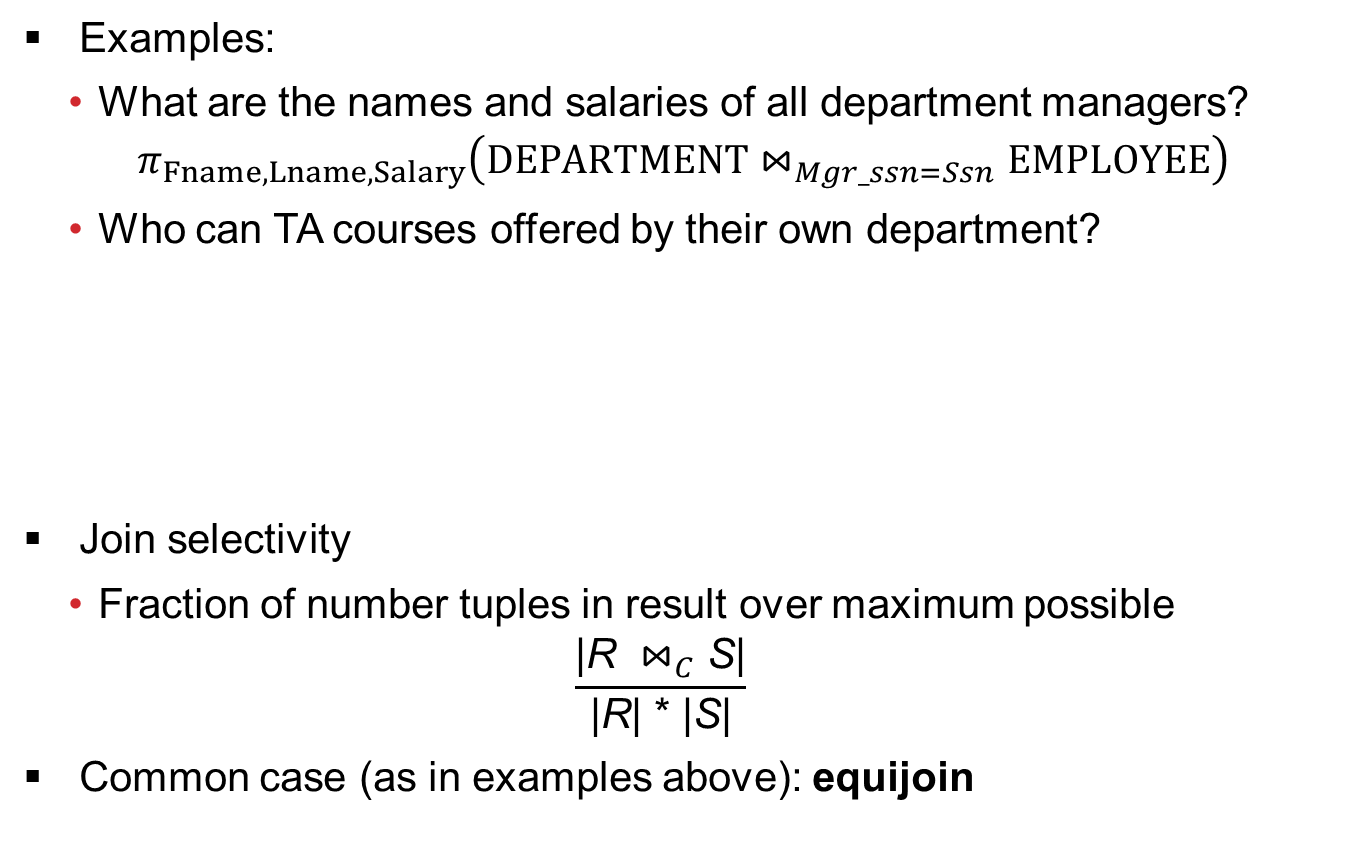 ▪ Examples:
• What are the names and salaries of all department managers?
π Fname,Lname,Salary(DEPARTMENT ⋈ Mgr_ssn=Ssn EMPLOYEE)
• Who can TA courses offered by their own department?
▪ Join selectivity
• Fraction of number tuples in result over maximum possible
|R ⋈C S|
|R| * |S|
▪ Common case (as in examples above): equijoin